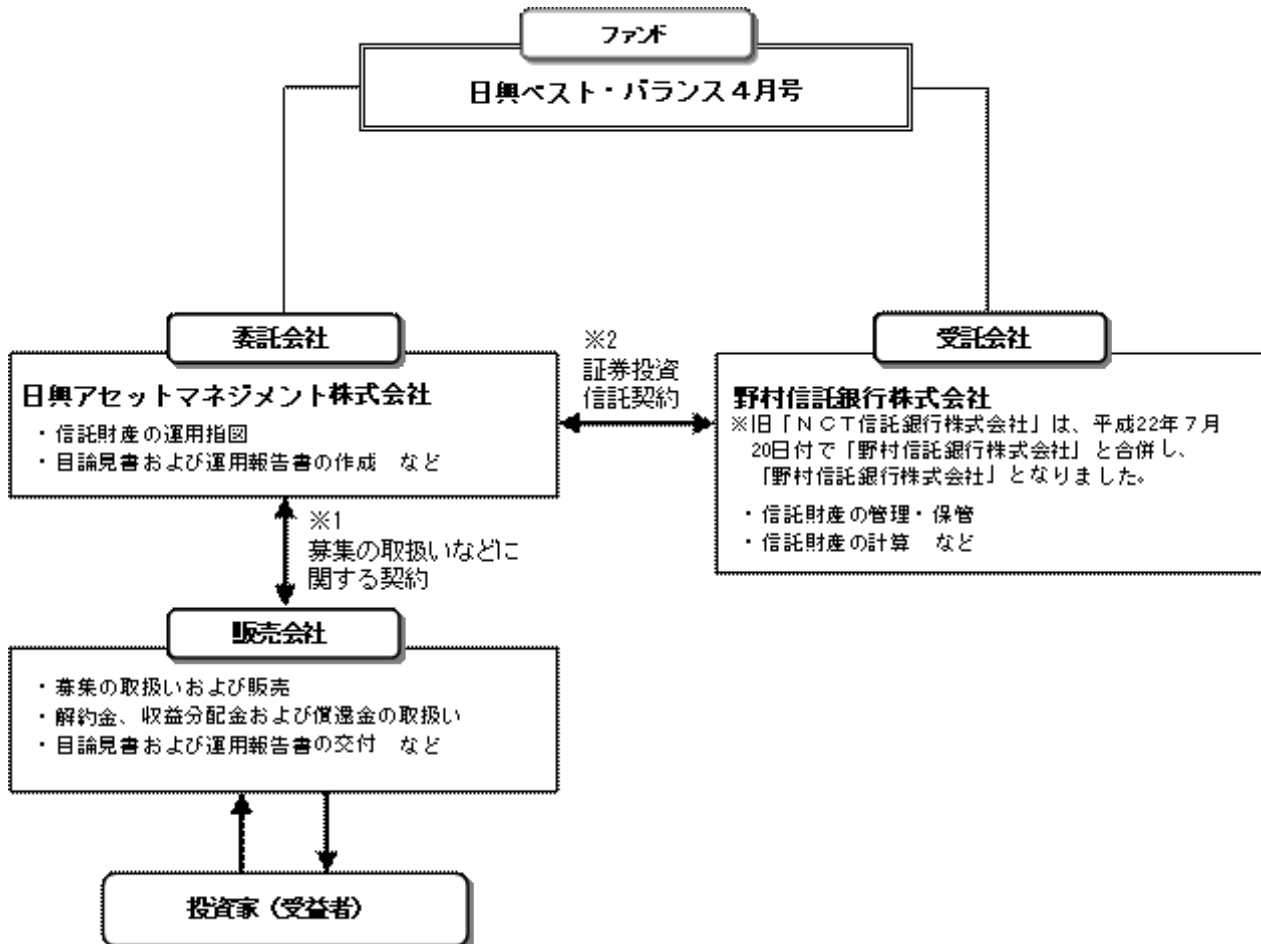 ファンド
日興ベスト・バランス4月号
委託会社
日興アセットマネジメント株式会社
・信託財産の運用指図
・目論見書および運用報告書の作成　など
※2
証券投資
信託契約
受託会社
野村信託銀行株式会社
※旧「ＮＣＴ信託銀行株式会社」は、平成22年７月
20日付で「野村信託銀行株式会社」と合併し、
「野村信託銀行株式会社」となりました。
・信託財産の管理・保管
・信託財産の計算　など
※1
募集の取扱いなどに
関する契約
販売会社
・募集の取扱いおよび販売
・解約金、収益分配金および償還金の取扱い
・目論見書および運用報告書の交付　など
投資家（受益者）